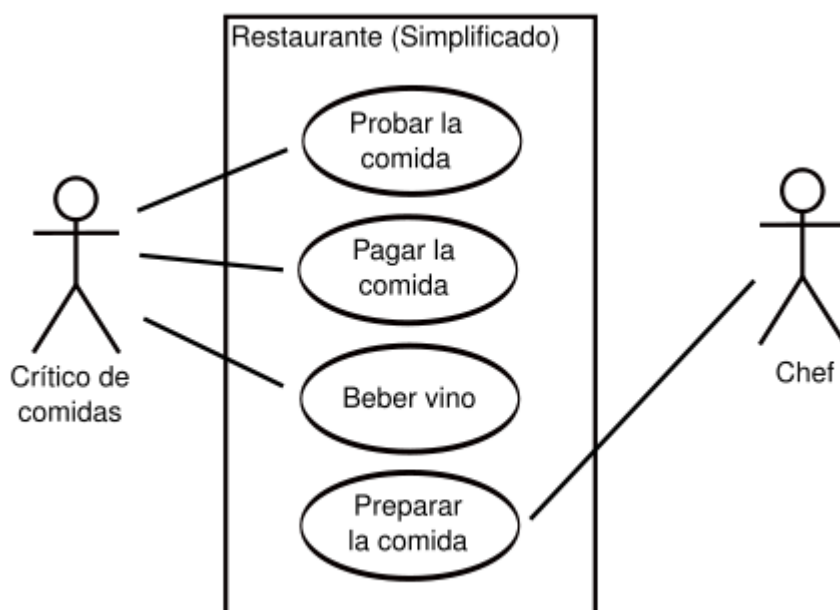 Restaurante (Simplificado)
Probar la
comida
Pagar la
comida
Beber vino
Preparar
la comida
Crítico de
comidas
Chef